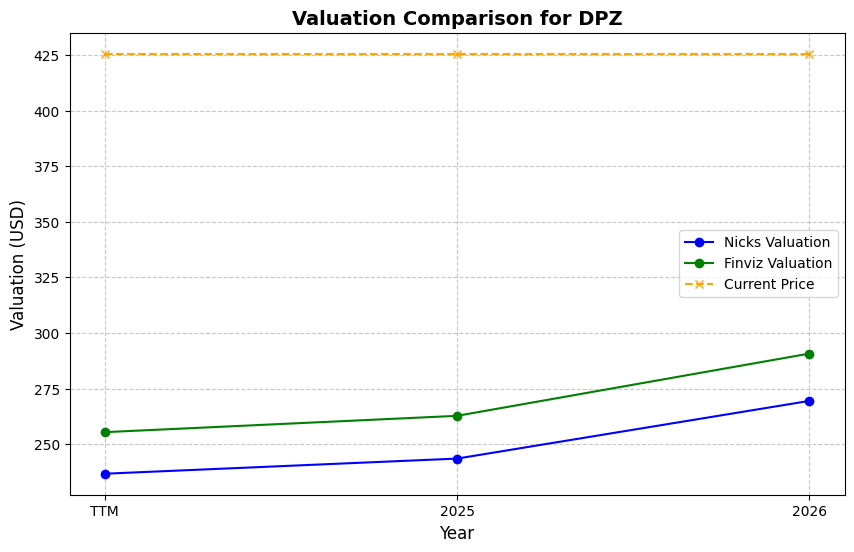 Valuation Comparison for DPZ
Valuation (USD)
425
400
375
350
325
300
275
250
Nicks Valuation
Finviz Valuation
Current Price
TTM
2025
2026
Year